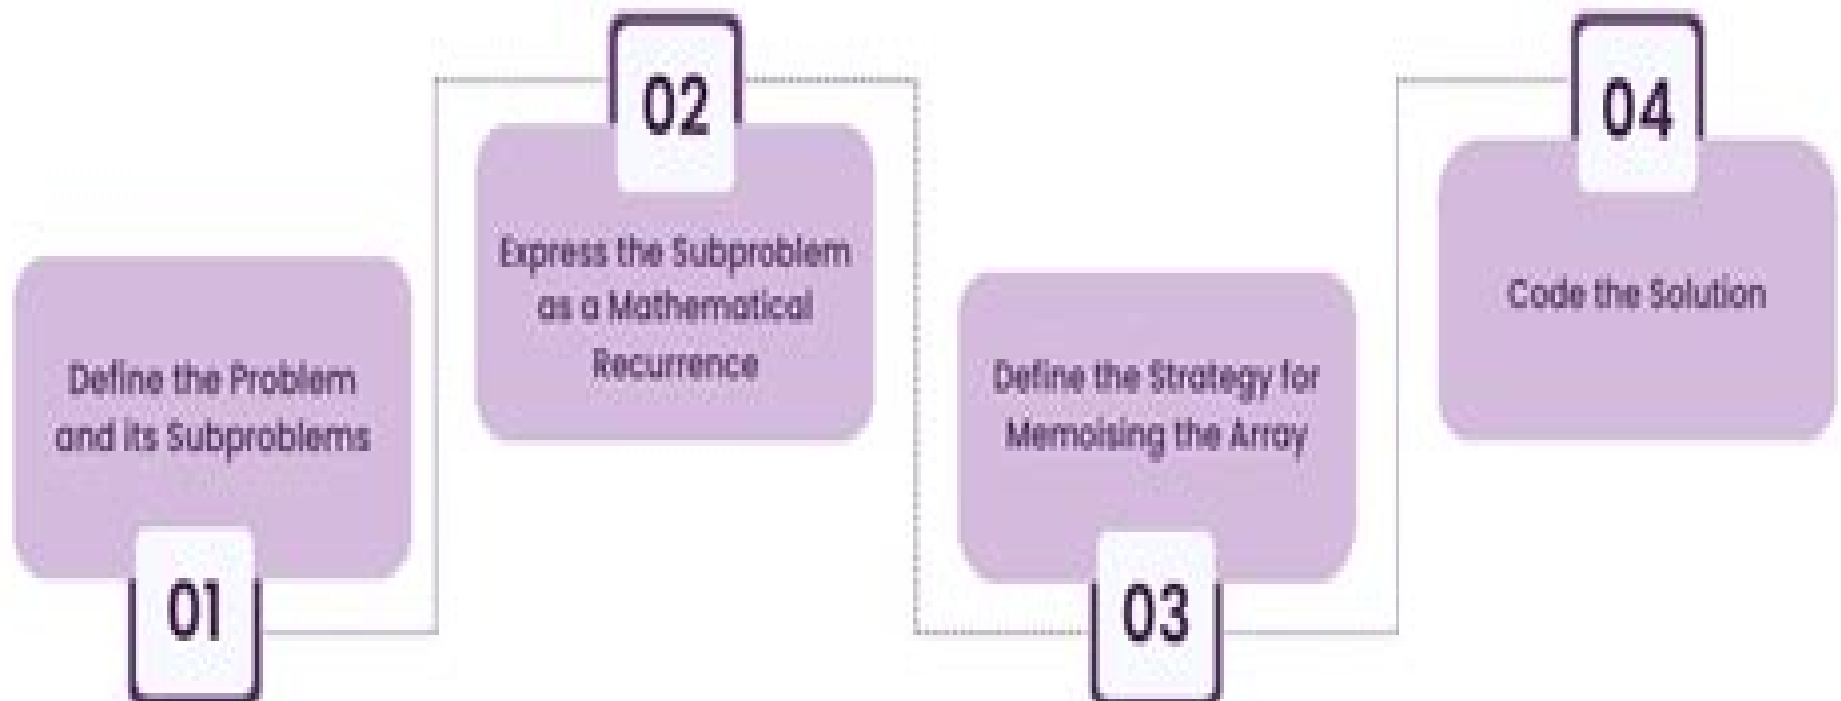 01
Define the Problem
and its Subproblems
02
Express the Subproblem
as a Mathematical
Recurrence
03
Define the Strategy for
Memoising the Array
04
Code the Solution